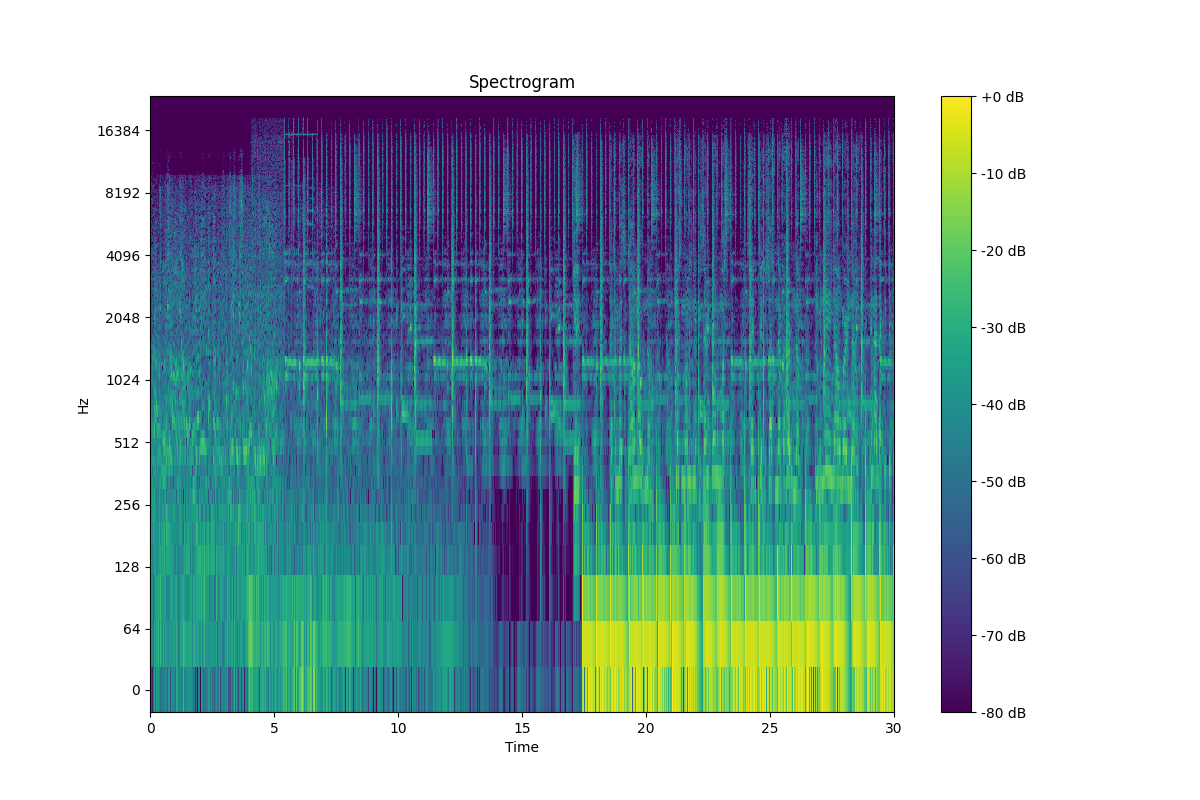 Spectrogram
Hz
16384
8192
4096
2048
1024
512
256
128
64
0
0 5 10 15 20 25 30
Time
+0 dB
-10 dB
-20 dB
-30 dB
-40 dB
-50 dB
-60 dB
-70 dB
-80 dB